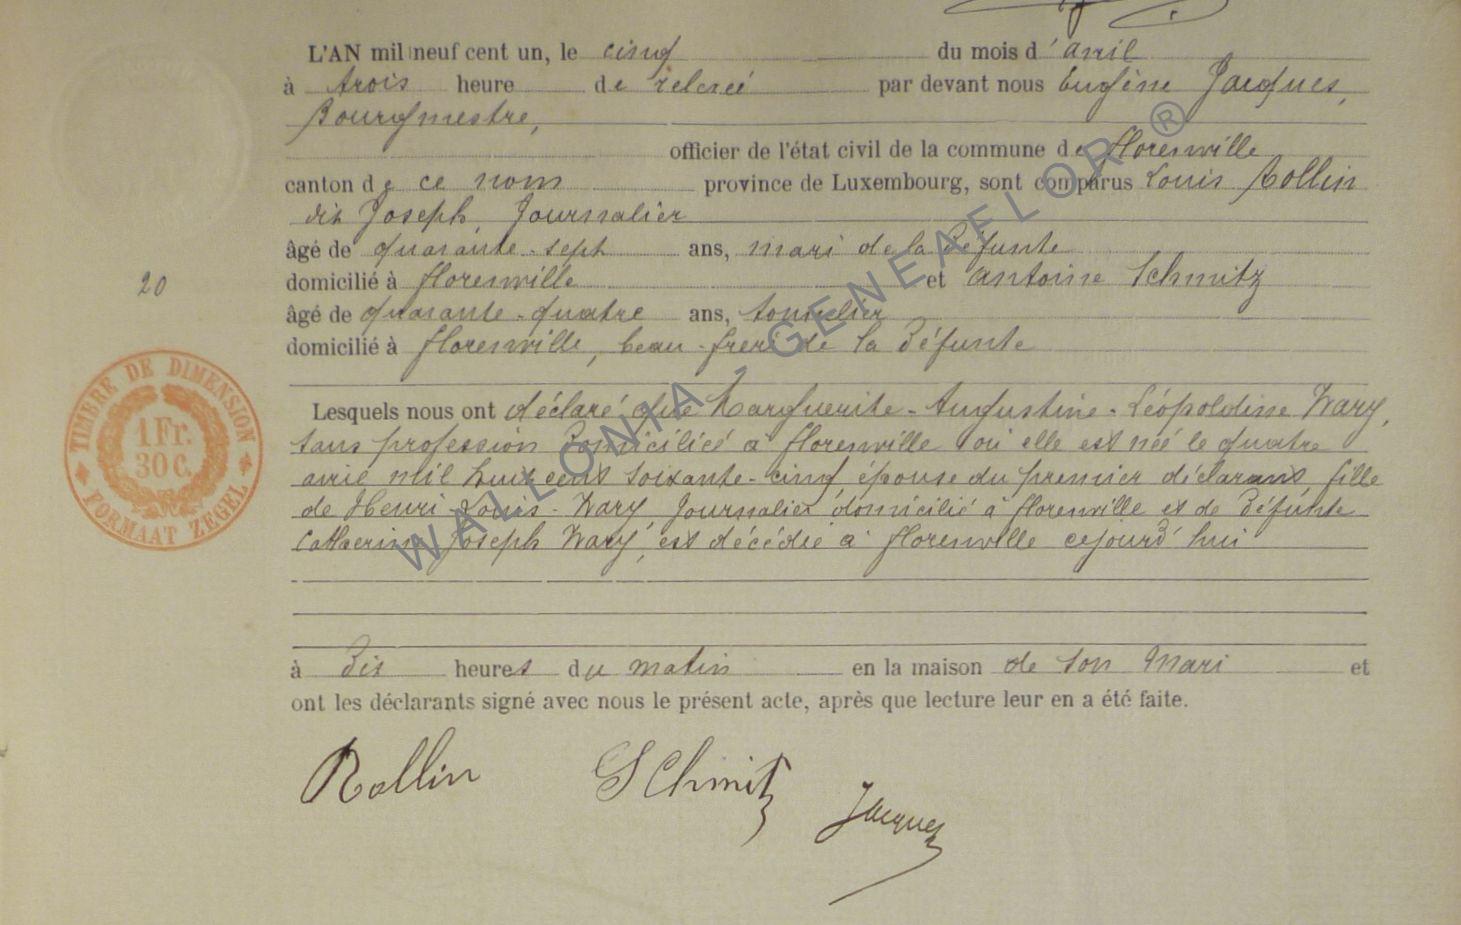 L'AN mil neuf cent un, le cinq du mois d'avril
à trois heure de relevé par devant nous Eugène Jacques,
Bourgmestre,
officier de l'état civil de la commune de florenville
canton de ce nom province de Luxembourg, sont comparus Louis Rollin
dit Joseph, Journalier
âgé de quarante-sept ans, mari de la Défunte
domicilié à florenville et antoine Schmitz
âgé de quarante-quatre ans, tonnelier
domicilié à florenville, beau-frere de la Défunte
20
Lesquels nous ont déclaré que Marguerite-Augustine-Léopoldine Wary,
sans profession Domiciliée à florenville où elle est née le quatre
avril mil huit cent soixante-cinq épouse du premier déclarant fille
de Henri-Louis-Wary Journalier domicilié à florenville et de Défunte
Catherine Joseph Wary, est décédée à florenville cejourd'hui
à Dix heures du matin en la maison de son Mari et
ont les déclarants signé avec nous le présent acte, après que lecture leur en a été faite.
Rollin SChmitz Jacques
TIMBRE DE DIMENSION
1 Fr.
30 C.
FORMAAT ZEGEL
WALLONIA - GENEAFLOR ®